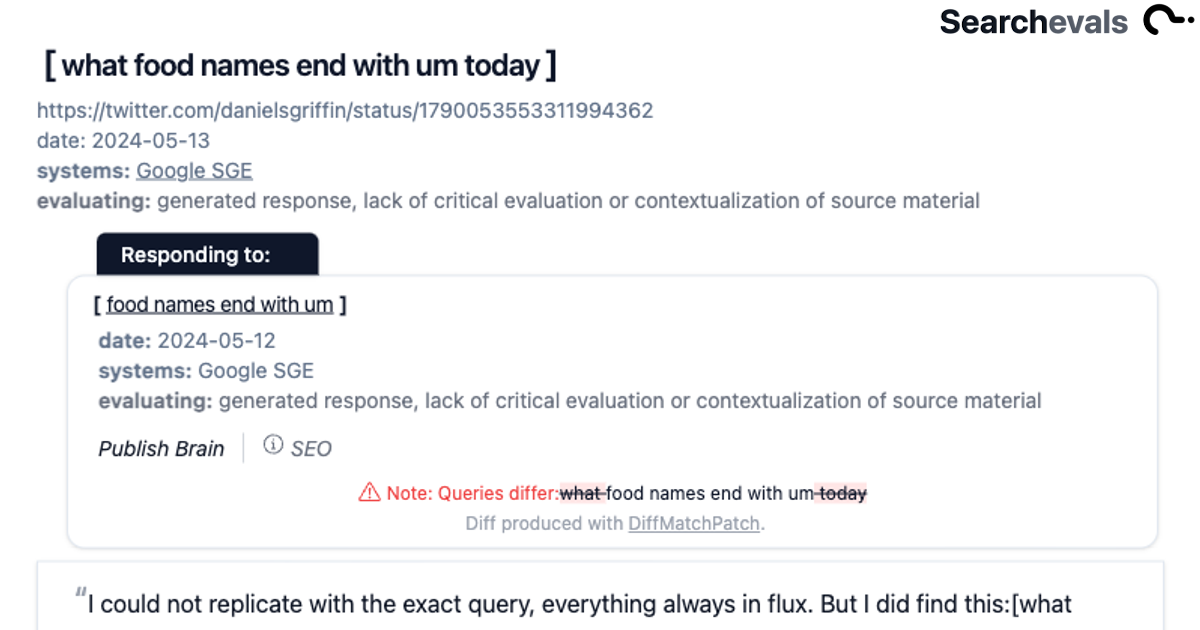 Searchevals
[ what food names end with um today ]
https://twitter.com/danielsgriffin/status/1790053553311994362
date: 2024-05-13
systems: Google SGE
evaluating: generated response, lack of critical evaluation or contextualization of source material
Responding to:
[ food names end with um ]
date: 2024-05-12
systems: Google SGE
evaluating: generated response, lack of critical evaluation or contextualization of source material
Publish Brain SEO
Note: Queries differ:what food names end with um today
Diff produced with DiffMatchPatch.
“I could not replicate with the exact query, everything always in flux. But I did find this:[what